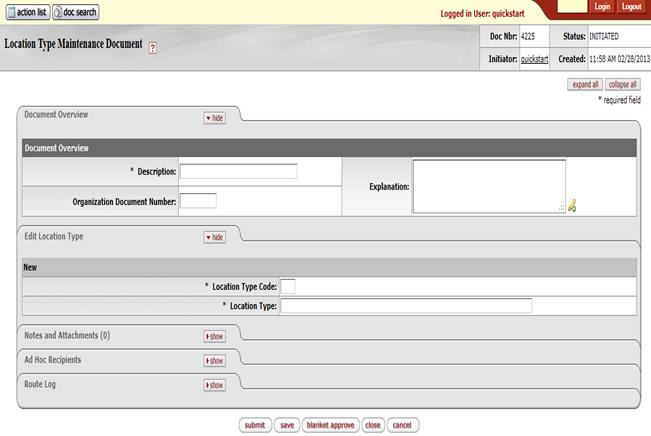 action list doc search
Login Logout
Logged in User: quickstart
Location Type Maintenance Document ?
Doc Nbr: 4225 Status: INITIATED
Initiator: quickstart Created: 11:58 AM 02/28/2013
expand all collapse all
* required field
Document Overview hide
Document Overview
* Description: Explanation:
Organization Document Number:
Edit Location Type hide
New
* Location Type Code:
* Location Type:
Notes and Attachments (0) show
Ad Hoc Recipients show
Route Log show
submit save blanket approve close cancel